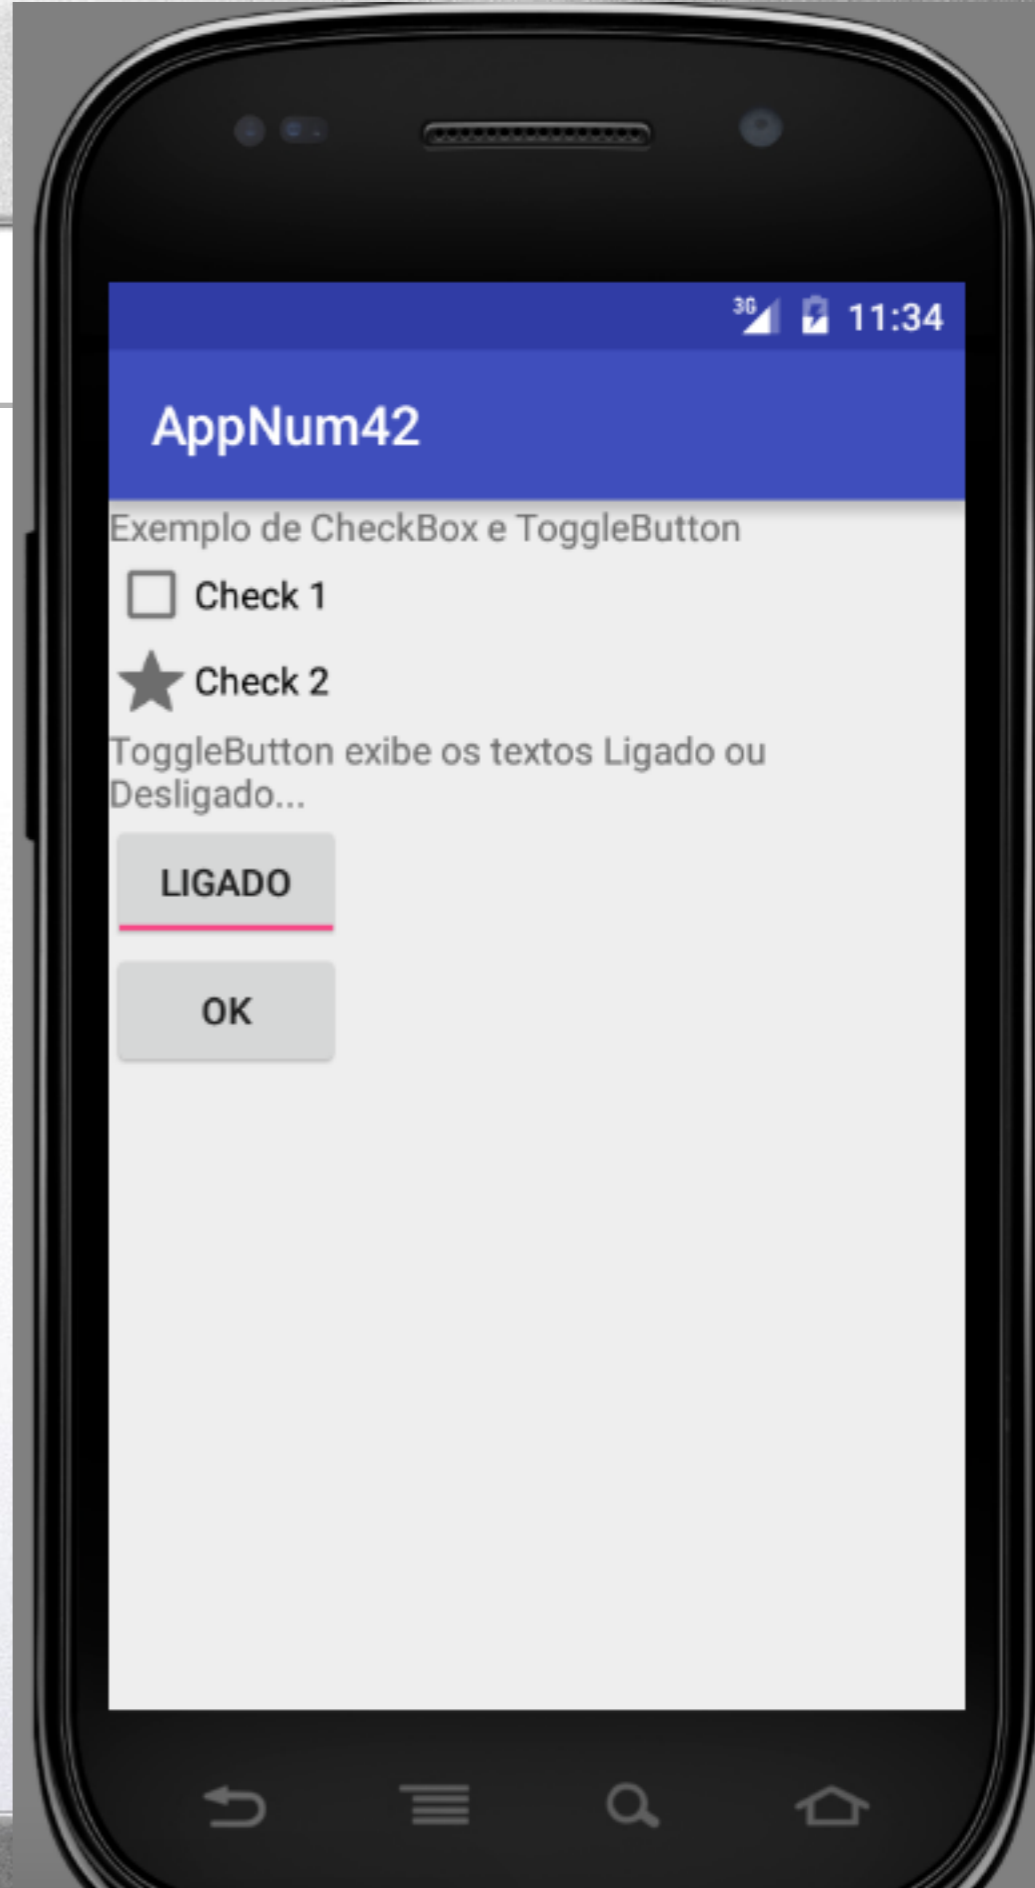 3G 11:34
AppNum42
Exemplo de CheckBox e ToggleButton
Check 1
Check 2
ToggleButton exibe os textos Ligado ou
Desligado...
LIGADO
OK